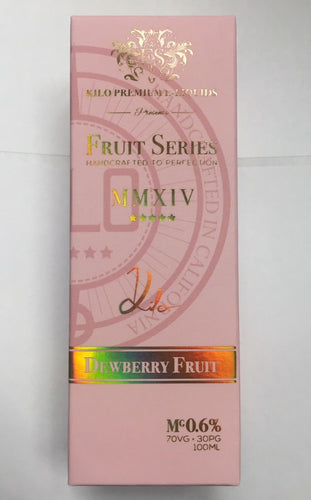 KILO PREMIUM E-LIQUIDS
Presents
FRUIT SERIES
HANDCRAFTED TO PERFECTION
MMXIV
Kilo
DEWBERRY FRUIT
Mc0.6%
70VG + 30PG
100ML
HANDCRAFTED IN CALIFORNIA